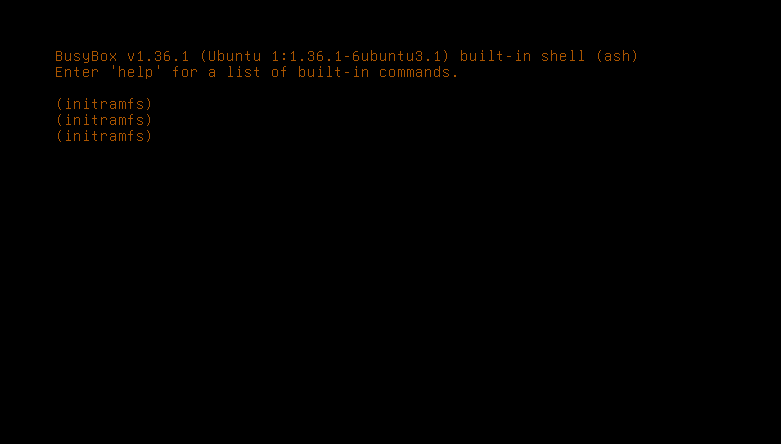 BusyBox v1.36.1 (Ubuntu 1:1.36.1-6ubuntu3.1) built-in shell (ash)
Enter 'help' for a list of built-in commands.
(initramfs)
(initramfs)
(initramfs)